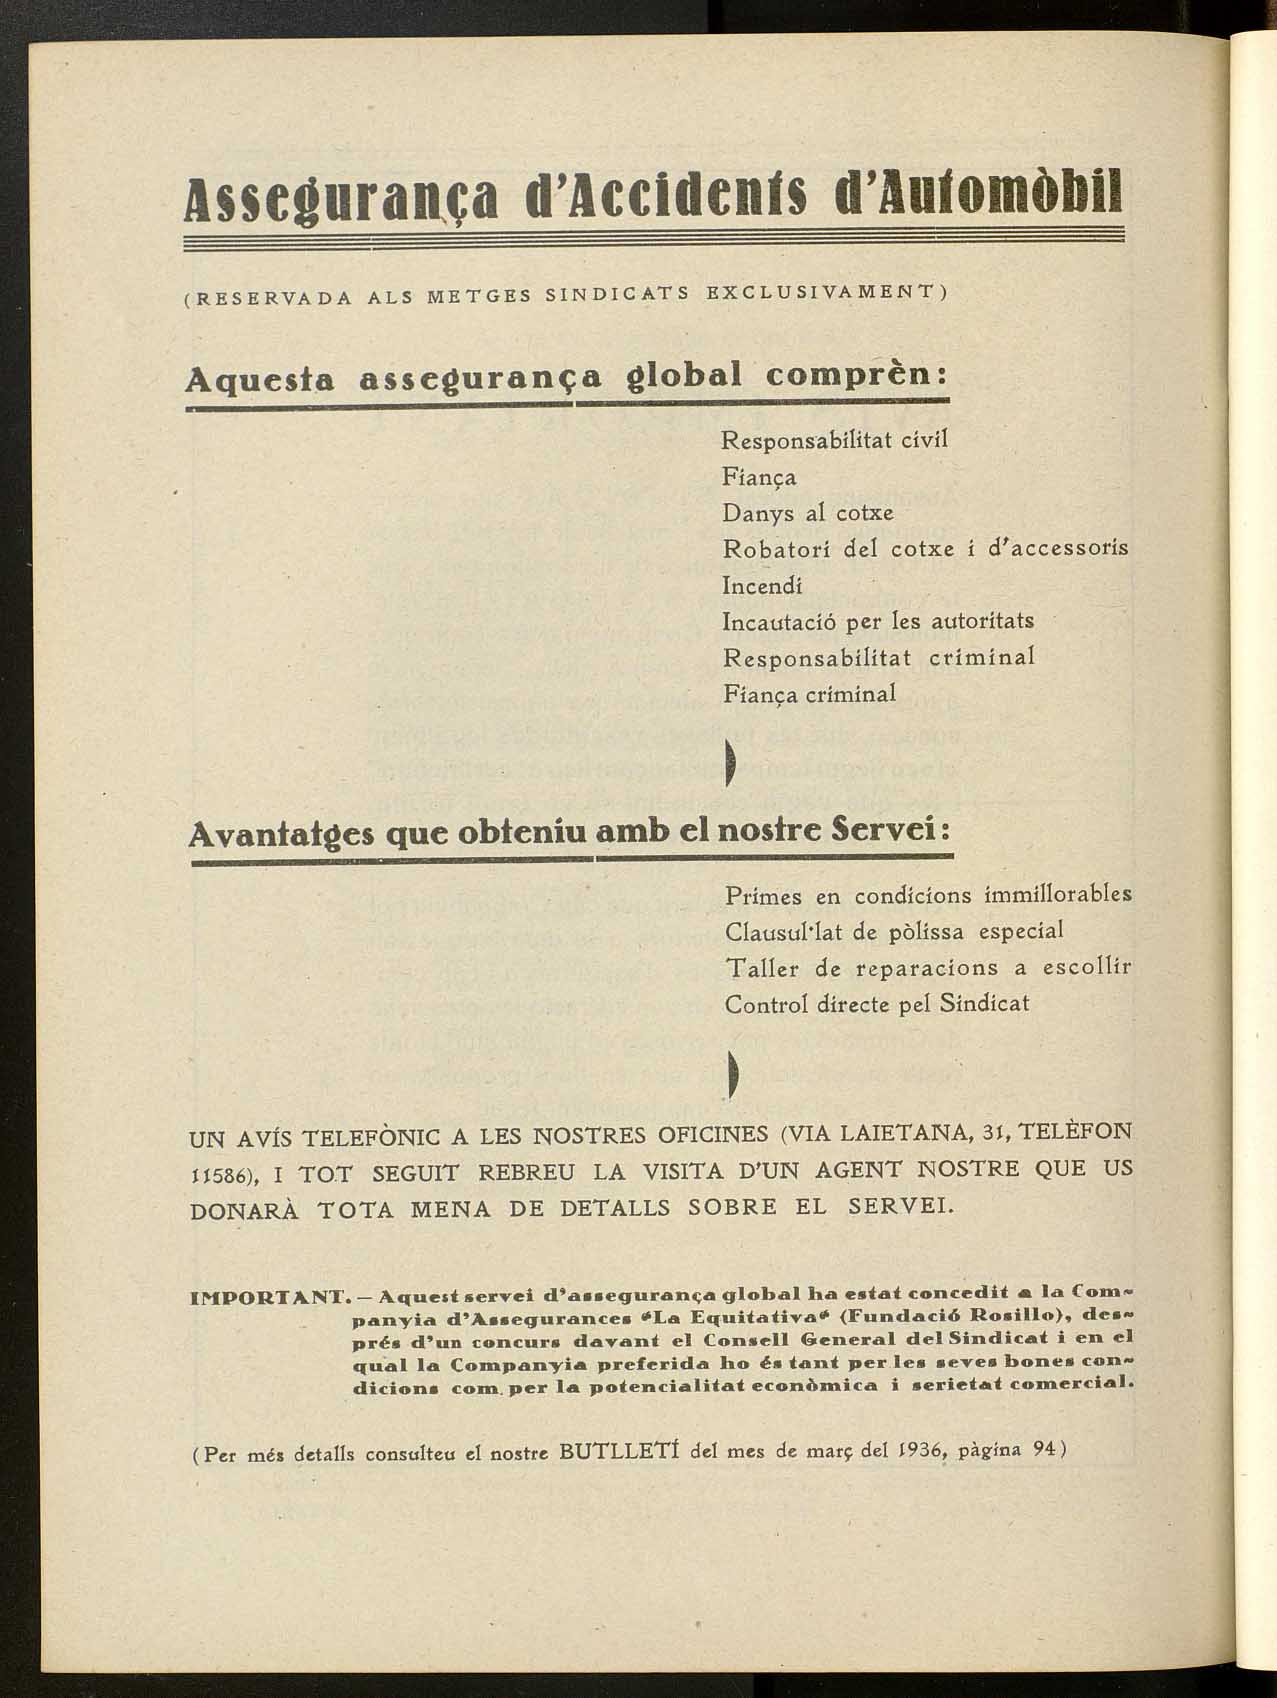 Assegurança d'Accidents d'Automòbil
(RESERVADA ALS METGES SINDICATS EXCLUSIVAMENT)
Aquesta assegurança global comprèn:
Responsabilitat civil
Fiança
Danys al cotxe
Robatori del cotxe i d'accessoris
Incendi
Incautació per les autoritats
Responsabilitat criminal
Fiança criminal
Avantatges que obteniu amb el nostre Servei:
Primes en condicions immillorables
Clausul·lat de pòlissa especial
Taller de reparacions a escollir
Control directe pel Sindicat
UN AVÍS TELEFÒNIC A LES NOSTRES OFICINES (VIA LAIETANA, 31, TELÈFON
11586), I TOT SEGUIT REBREU LA VISITA D'UN AGENT NOSTRE QUE US
DONARÀ TOTA MENA DE DETALLS SOBRE EL SERVEI.
IMPORTANT. — Aquest servei d'assegurança global ha estat concedit a la Com-
panyia d'Assegurances "La Equitativa" (Fundació Rosillo), des-
prés d'un concurs davant el Consell General del Sindicat i en el
qual la Companyia preferida ho és tant per les seves bones con-
dicions com per la potencialitat econòmica i serietat comercial.
(Per més detalls consulteu el nostre BUTLLETÍ del mes de març del 1936, pàgina 94)